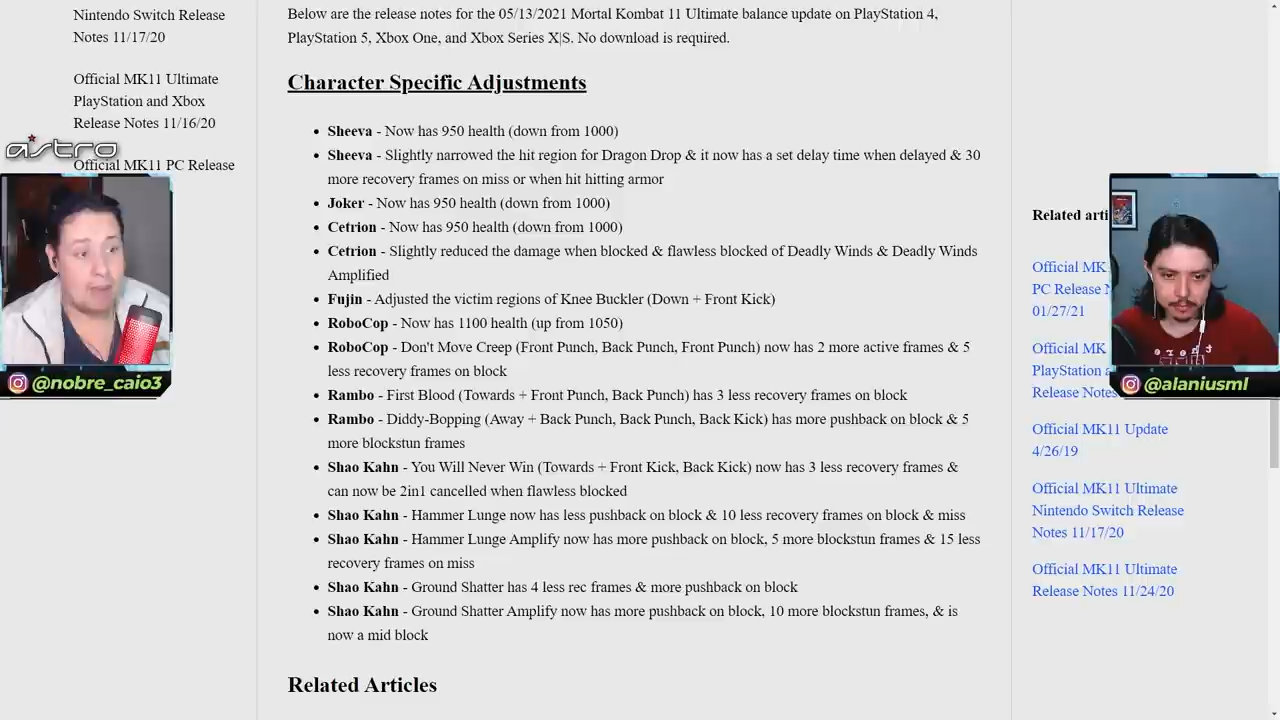 Nintendo Switch Release
Notes 11/17/20
Official MK11 Ultimate
PlayStation and Xbox
Release Notes 11/16/20
Official MK11 PC Release
astro
@nobre_caio3
Below are the release notes for the 05/13/2021 Mortal Kombat 11 Ultimate balance update on PlayStation 4,
PlayStation 5, Xbox One, and Xbox Series X|S. No download is required.
Character Specific Adjustments
• Sheeva - Now has 950 health (down from 1000)
• Sheeva - Slightly narrowed the hit region for Dragon Drop & it now has a set delay time when delayed & 30
more recovery frames on miss or when hit hitting armor
• Joker - Now has 950 health (down from 1000)
• Cetrion - Now has 950 health (down from 1000)
• Cetrion - Slightly reduced the damage when blocked & flawless blocked of Deadly Winds & Deadly Winds
Amplified
• Fujin - Adjusted the victim regions of Knee Buckler (Down + Front Kick)
• RoboCop - Now has 1100 health (up from 1050)
• RoboCop - Don't Move Creep (Front Punch, Back Punch, Front Punch) now has 2 more active frames & 5
less recovery frames on block
• Rambo - First Blood (Towards + Front Punch, Back Punch) has 3 less recovery frames on block
• Rambo - Diddy-Bopping (Away + Back Punch, Back Punch, Back Kick) has more pushback on block & 5
more blockstun frames
• Shao Kahn - You Will Never Win (Towards + Front Kick, Back Kick) now has 3 less recovery frames &
can now be 2in1 cancelled when flawless blocked
• Shao Kahn - Hammer Lunge now has less pushback on block & 10 less recovery frames on block & miss
• Shao Kahn - Hammer Lunge Amplify now has more pushback on block, 5 more blockstun frames & 15 less
recovery frames on miss
• Shao Kahn - Ground Shatter has 4 less rec frames & more pushback on block
• Shao Kahn - Ground Shatter Amplify now has more pushback on block, 10 more blockstun frames, & is
now a mid block
Related Articles
Related arti
Official MK
PC Release N
01/27/21
Official MK
PlayStation a
Release Notes
@alaniusml
Official MK11 Update
4/26/19
Official MK11 Ultimate
Nintendo Switch Release
Notes 11/17/20
Official MK11 Ultimate
Release Notes 11/24/20